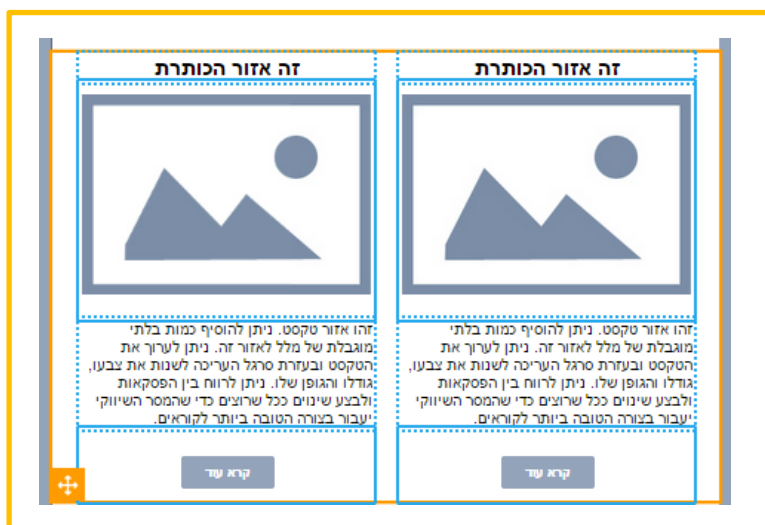 זה אזור הכותרת
זהו אזור טקסט. ניתן להוסיף כמות בלתי
מוגבלת של מלל לאזור זה. ניתן לערוך את
הטקסט ובעזרת סרגל העריכה לשנות את צבעו,
גודלו והגופן שלו. ניתן לרווח בין הפסקאות
ולבצע שינוים ככל שרוצים כדי שהמסר השיווקי
יעבור בצורה הטובה ביותר לקוראים.
קרא עוד
זה אזור הכותרת
זהו אזור טקסט. ניתן להוסיף כמות בלתי
מוגבלת של מלל לאזור זה. ניתן לערוך את
הטקסט ובעזרת סרגל העריכה לשנות את צבעו,
גודלו והגופן שלו. ניתן לרווח בין הפסקאות
ולבצע שינוים ככל שרוצים כדי שהמסר השיווקי
יעבור בצורה הטובה ביותר לקוראים.
קרא עוד